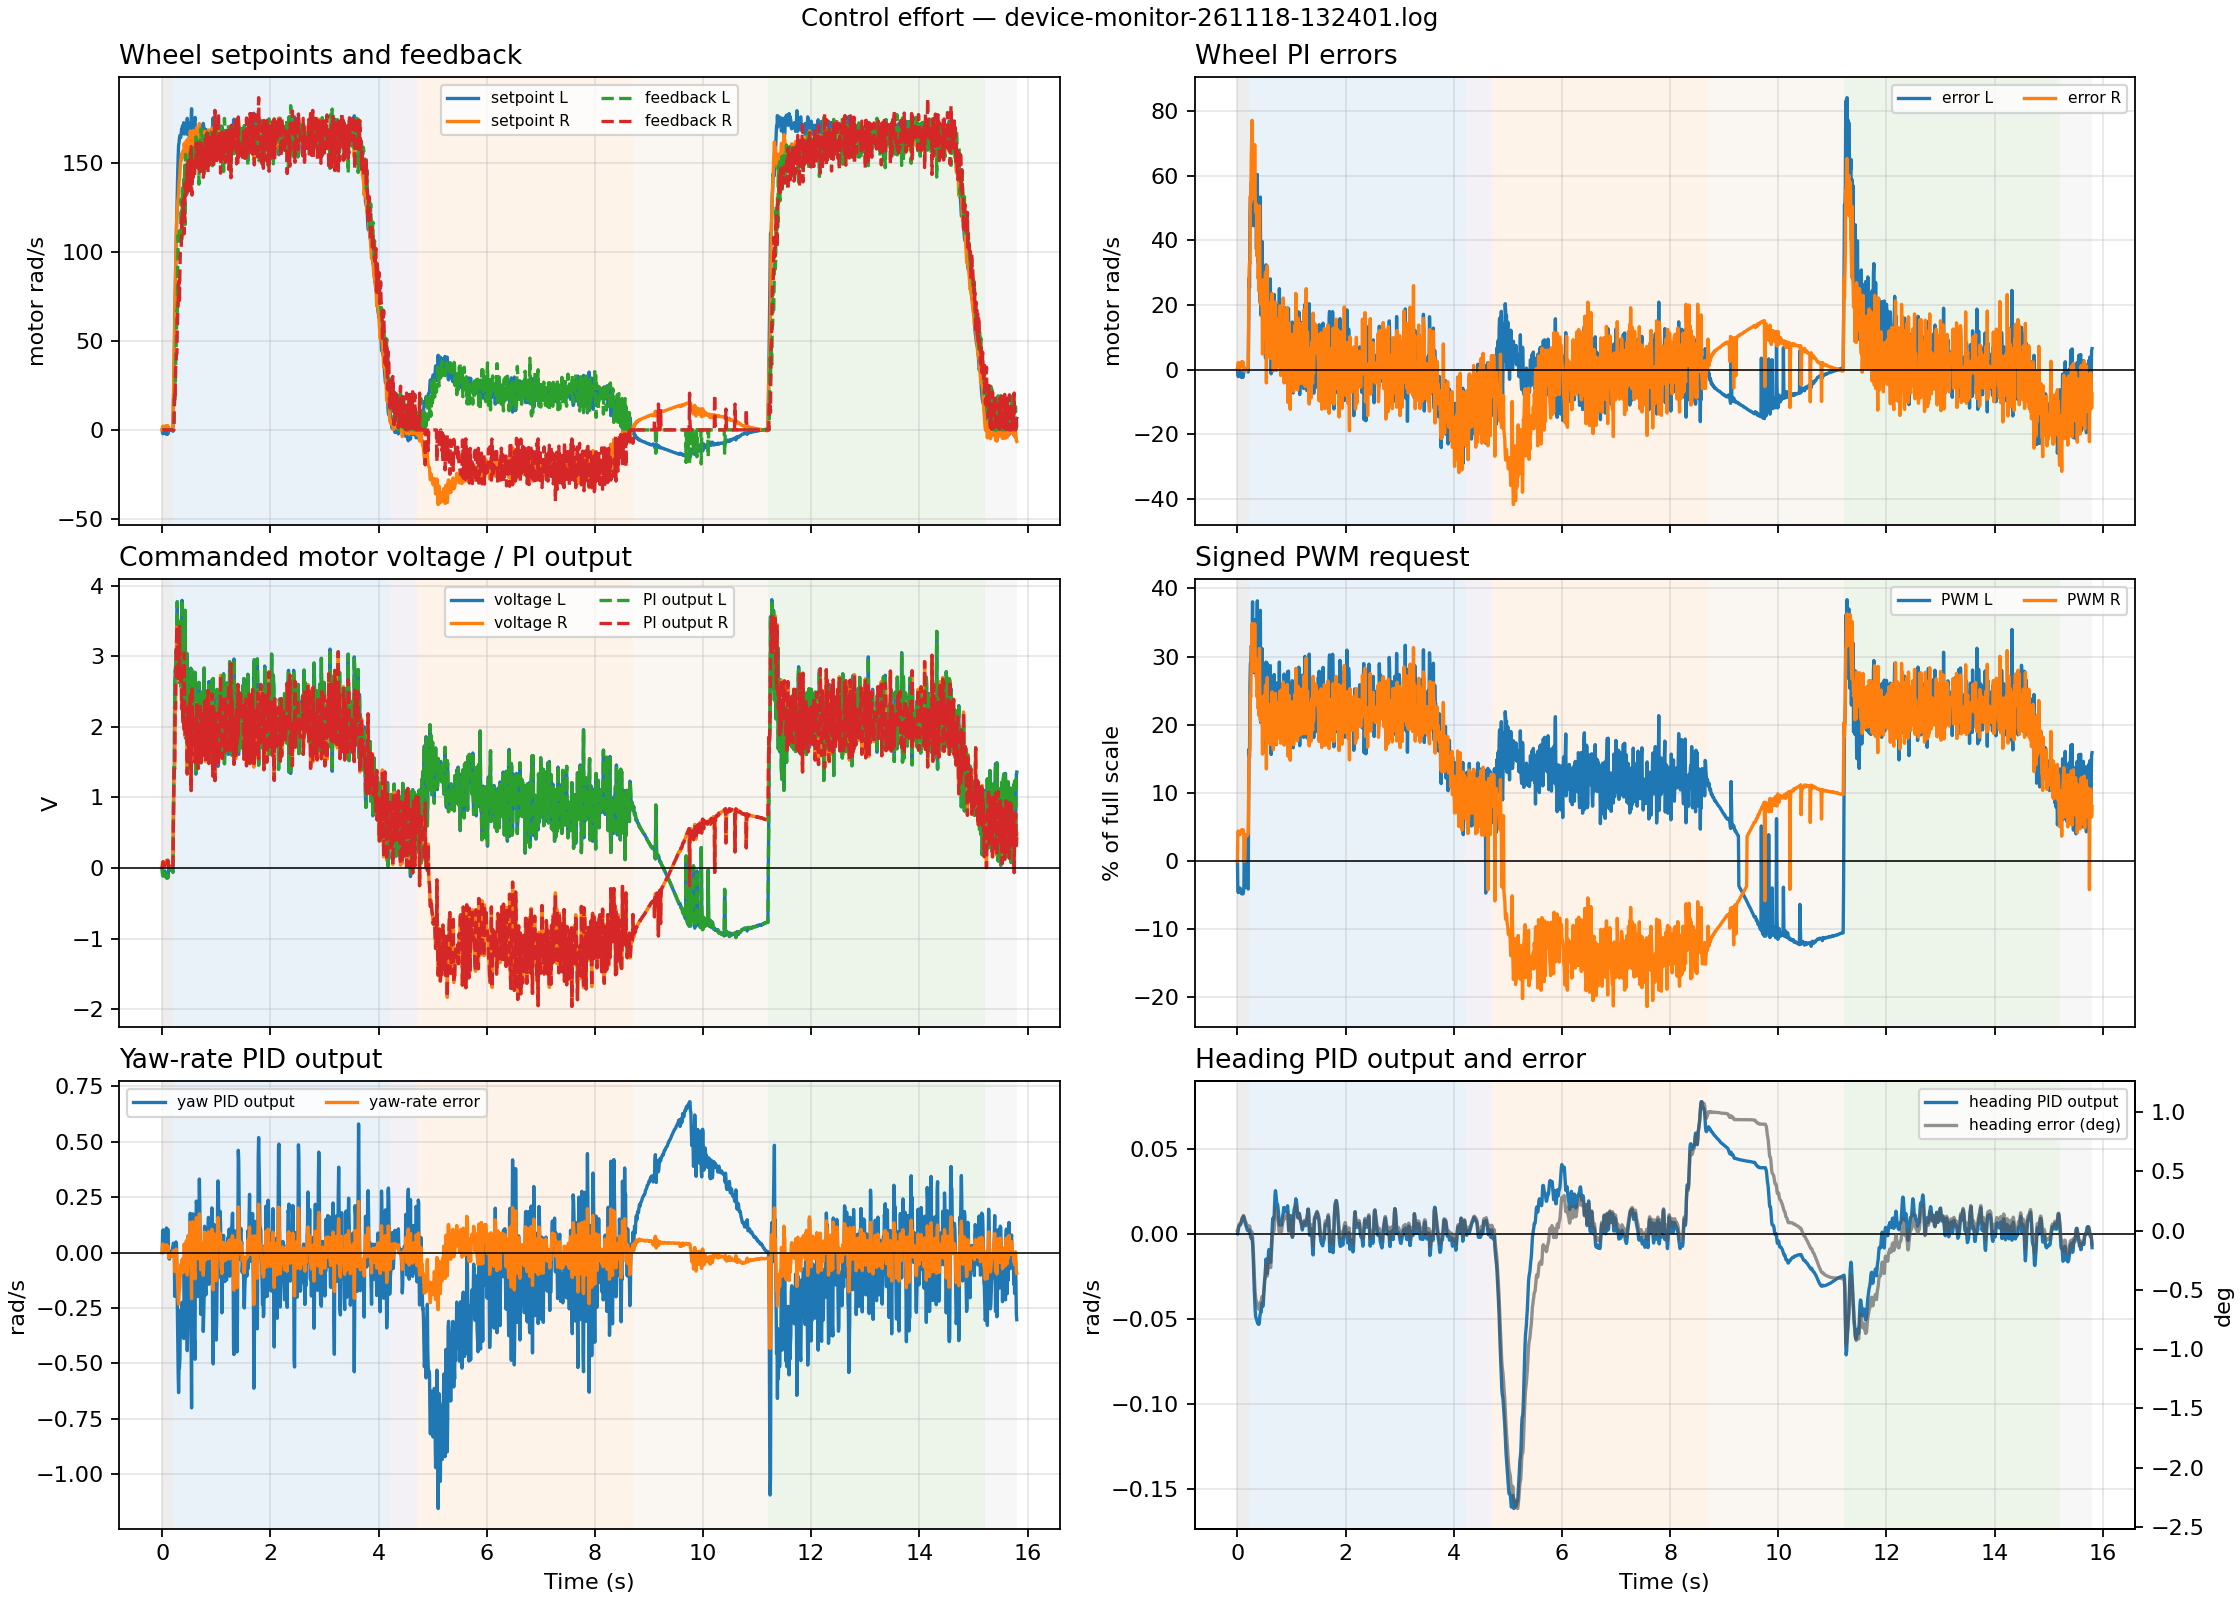 Control effort — device-monitor-261118-132401.log
Wheel setpoints and feedback
setpoint L
setpoint R
feedback L
feedback R
motor rad/s
150
100
50
0
−50
Wheel PI errors
error L
error R
motor rad/s
80
60
40
20
0
−20
−40
Commanded motor voltage / PI output
voltage L
voltage R
PI output L
PI output R
V
4
3
2
1
0
−1
−2
Signed PWM request
PWM L
PWM R
% of full scale
40
30
20
10
0
−10
−20
Yaw-rate PID output
yaw PID output
yaw-rate error
rad/s
0.75
0.50
0.25
0.00
−0.25
−0.50
−0.75
−1.00
0 2 4 6 8 10 12 14 16
Time (s)
Heading PID output and error
heading PID output
heading error (deg)
rad/s
0.05
0.00
−0.05
−0.10
−0.15
1.0
0.5
0.0
−0.5
−1.0
−1.5
−2.0
−2.5
deg
0 2 4 6 8 10 12 14 16
Time (s)